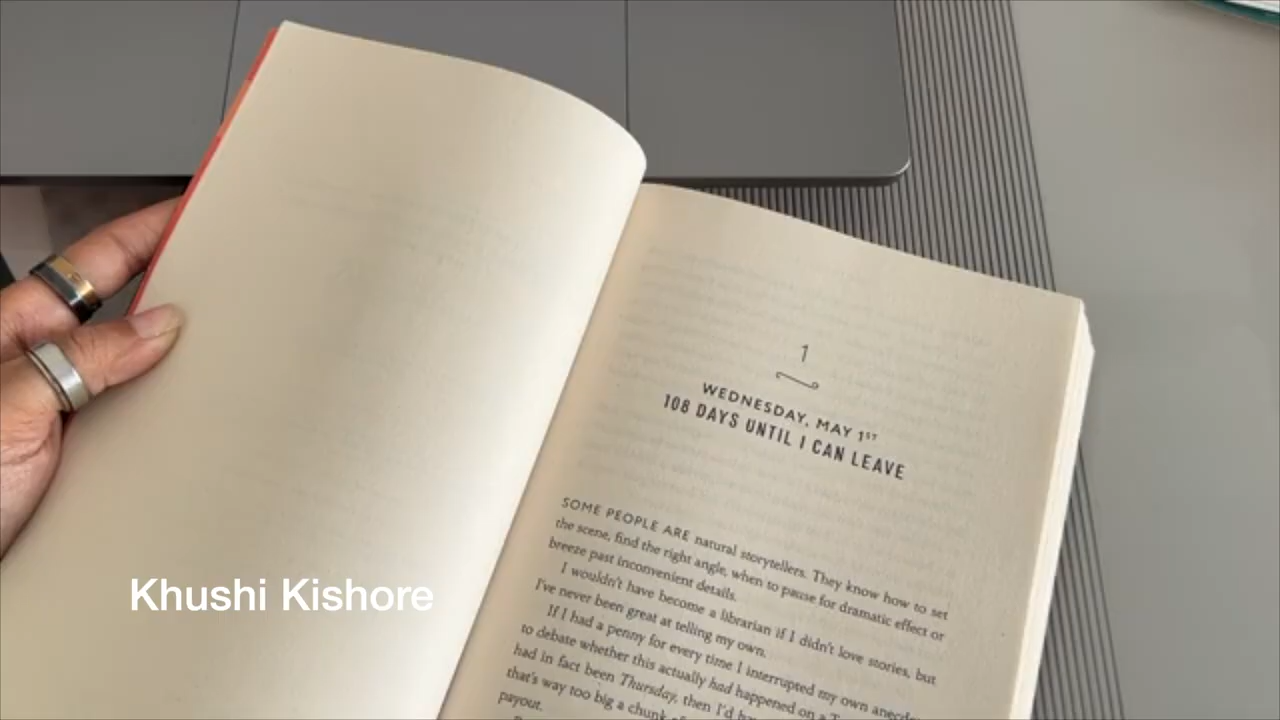 1
WEDNESDAY, MAY 1ST
108 DAYS UNTIL I CAN LEAVE
SOME PEOPLE ARE natural storytellers. They know how to set
the scene, find the right angle, when to pause for dramatic effect or
breeze past inconvenient details.
I wouldn't have become a librarian if I didn't love stories, but
I've never been great at telling my own.
If I had a penny for every time I interrupted my own
to debate whether this actually had happened on a
had in fact been Thursday, then I'd
that's way too big a chunk
payout.
Khushi Kishore